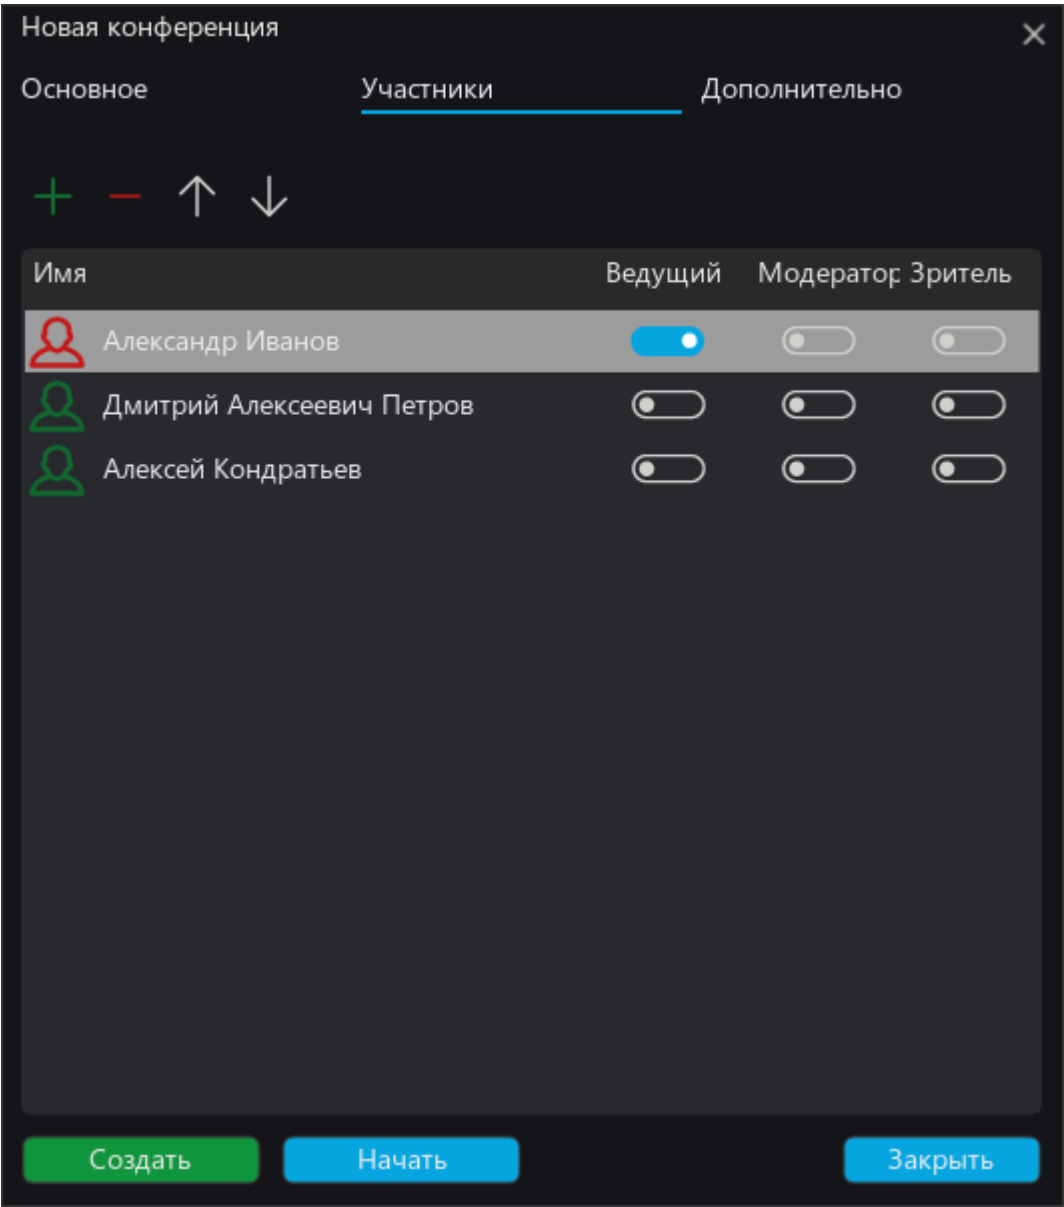 Новая конференция
Основное Участники Дополнительно
Имя Ведущий Модератор Зритель
Александр Иванов
Дмитрий Алексеевич Петров
Алексей Кондратьев
Создать Начать Закрыть